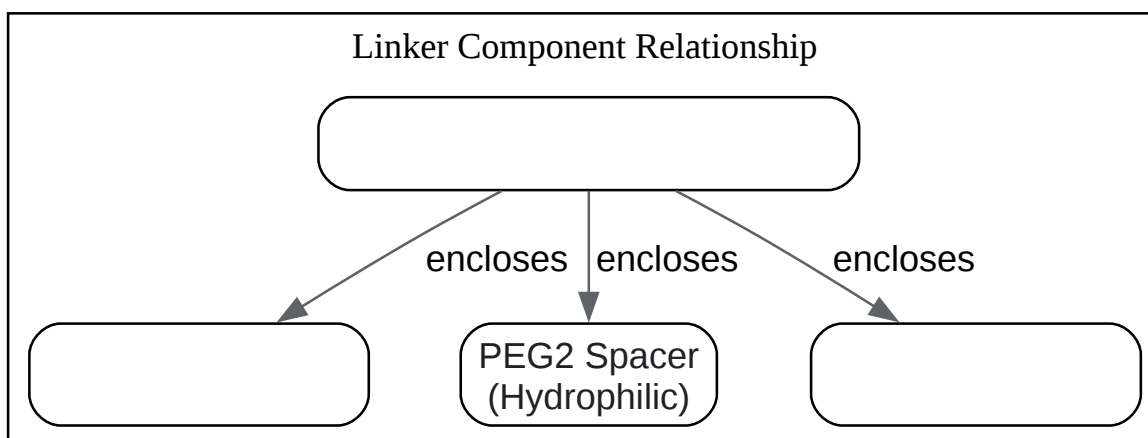 Linker Component Relationship
encloses encloses encloses
PEG2 Spacer
(Hydrophilic)